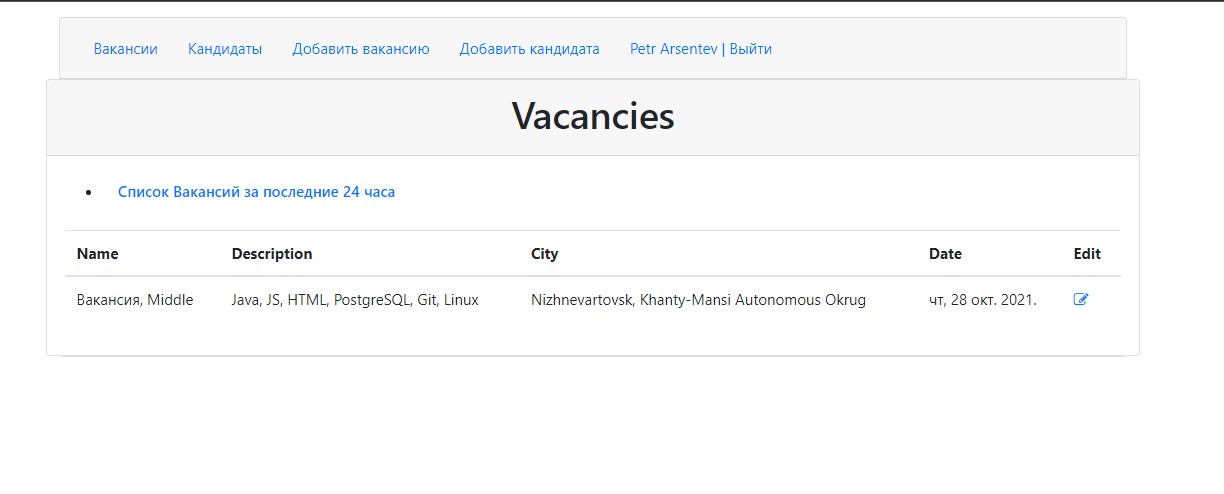 Вакансии Кандидаты Добавить вакансию Добавить кандидата Petr Arsentev | Выйти
Vacancies
Список Вакансий за последние 24 часа
Name Description City Date Edit
Вакансия, Middle Java, JS, HTML, PostgreSQL, Git, Linux Nizhnevartovsk, Khanty-Mansi Autonomous Okrug чт, 28 окт. 2021.